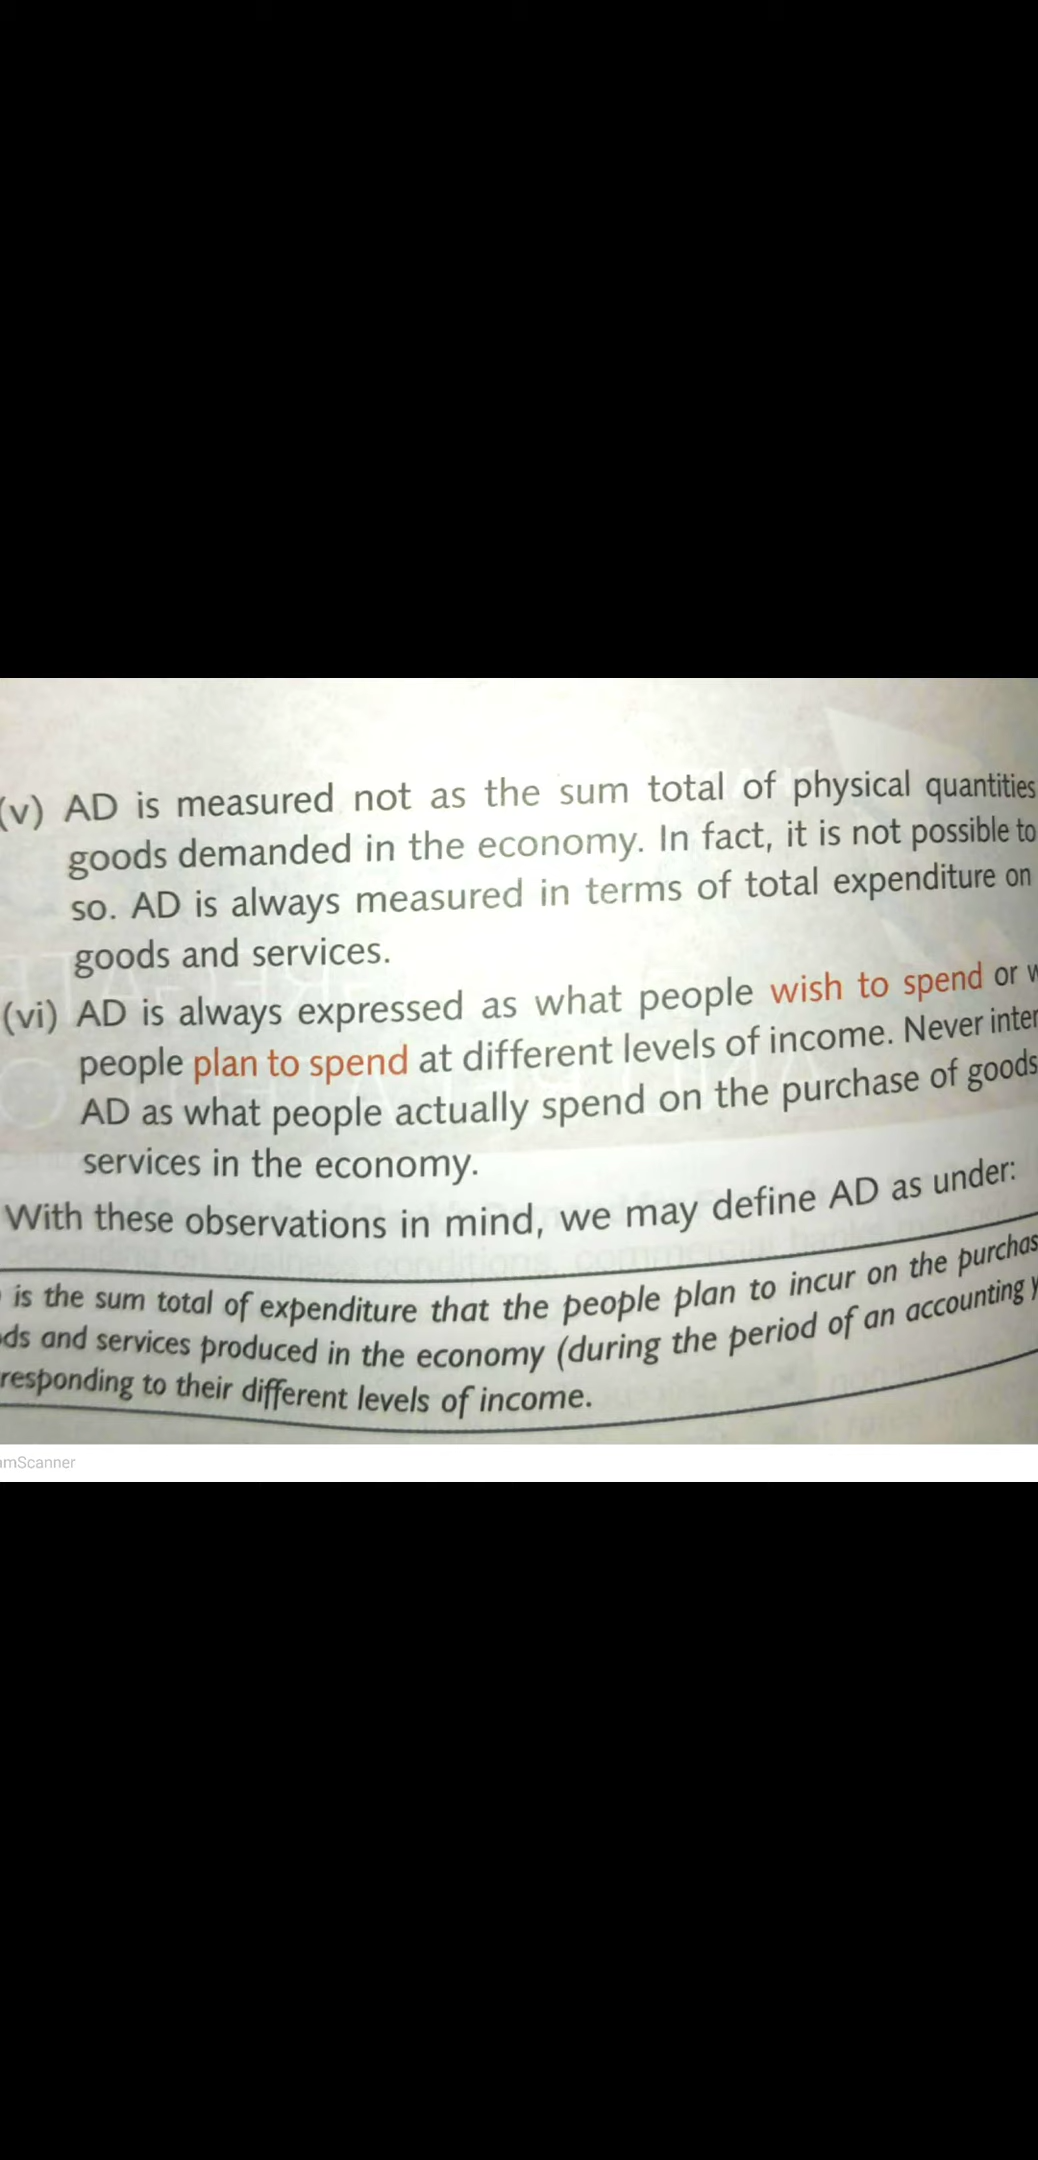 (v) AD is measured not as the sum total of physical quantities
goods demanded in the economy. In fact, it is not possible to
so. AD is always measured in terms of total expenditure on
goods and services.
(vi) AD is always expressed as what people wish to spend or
people plan to spend at different levels of income. Never
AD as what people actually spend on the purchase of goods
services in the economy.
With these observations in mind, we may define AD as under:
is the sum total of expenditure that the people plan to incur on the
and services produced in the economy (during the period of an accounting
to their different levels of income.